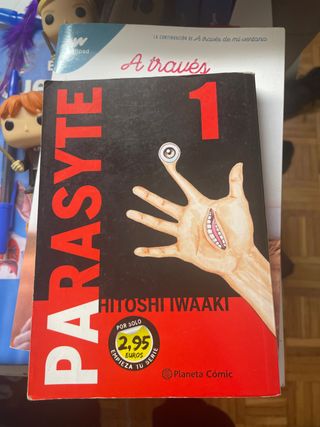 LA CONTINUACIÓN DE A TRAVÉS DE MI VENTANA
A través
PARASYTE
1
HITOSHI IWAAKI
POR SOLO
2,95
EUROS
EMPIEZA TU SERIE
Planeta Cómic